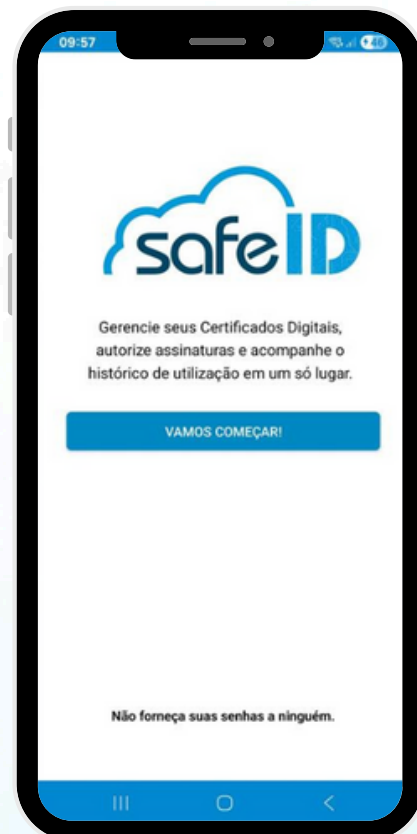 09:57
46
safeID
Gerencie seus Certificados Digitais,
autorize assinaturas e acompanhe o
histórico de utilização em um só lugar.
VAMOS COMEÇAR!
Não forneça suas senhas a ninguém.